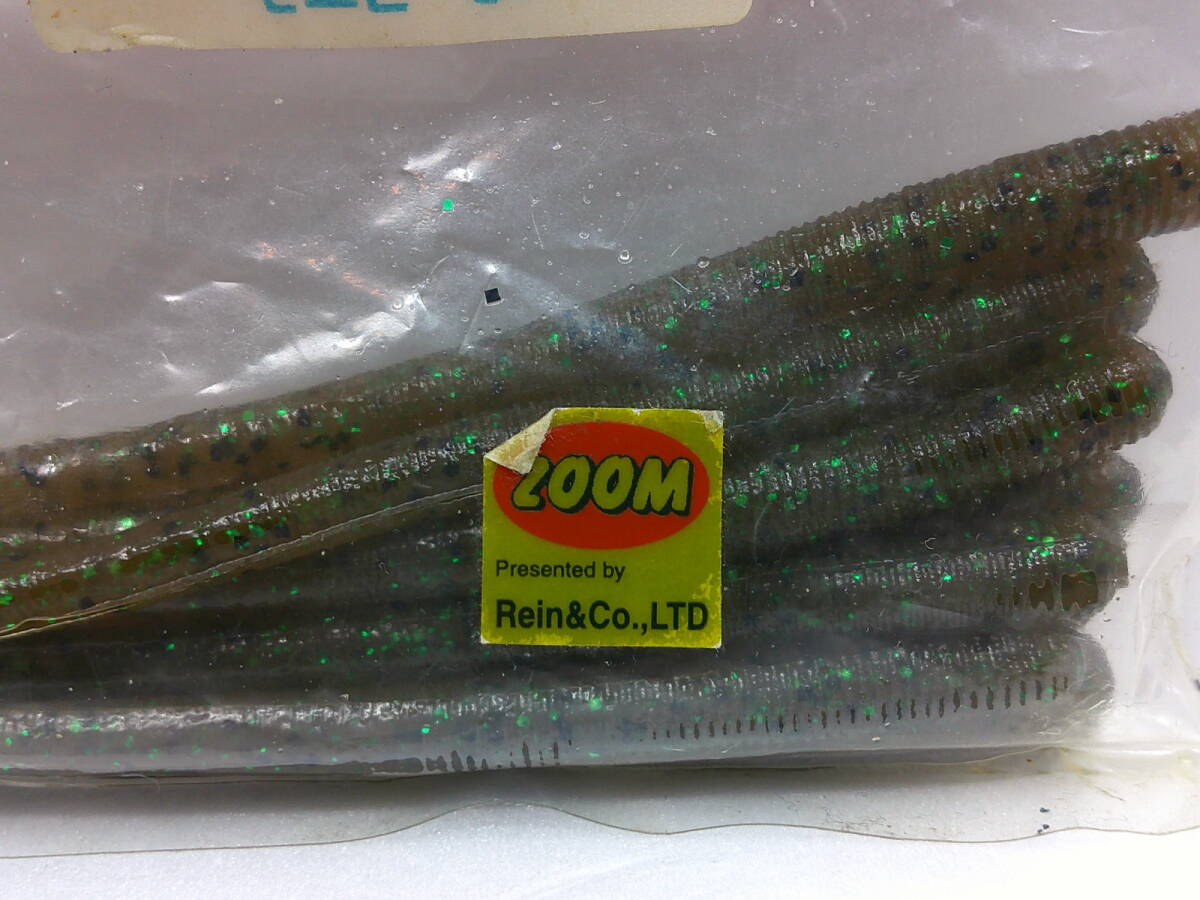 ZOOM
Presented by
Rein&Co.,LTD